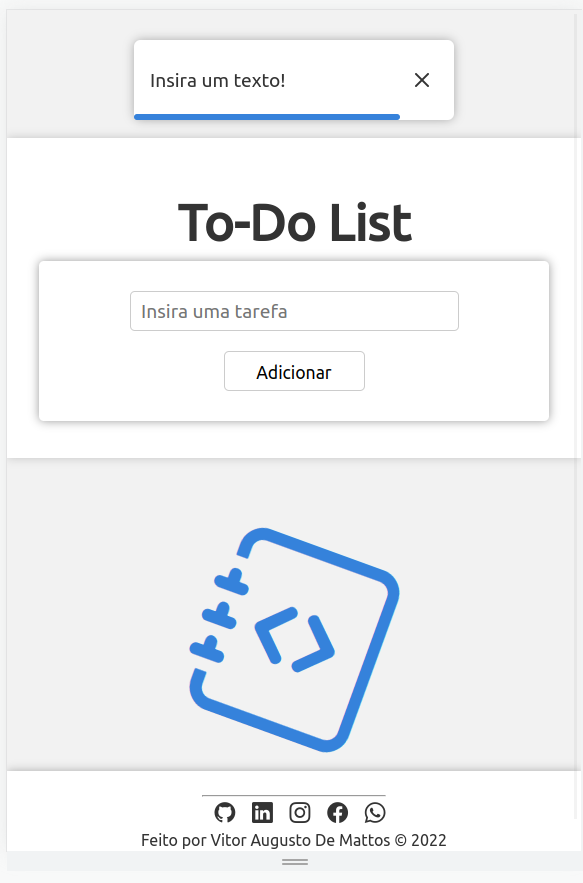 Insira um texto!
To-Do List
Insira uma tarefa
Adicionar
Feito por Vitor Augusto De Mattos © 2022